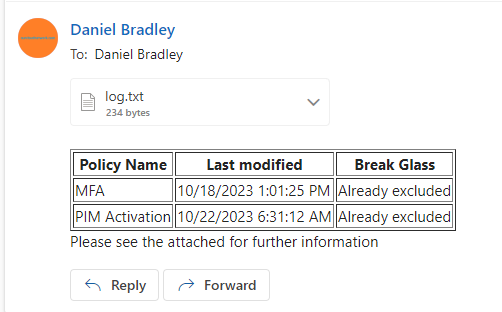 Daniel Bradley
To: Daniel Bradley
log.txt
234 bytes
Policy Name Last modified Break Glass
MFA 10/18/2023 1:01:25 PM Already excluded
PIM Activation 10/22/2023 6:31:12 AM Already excluded
Please see the attached for further information
Reply Forward